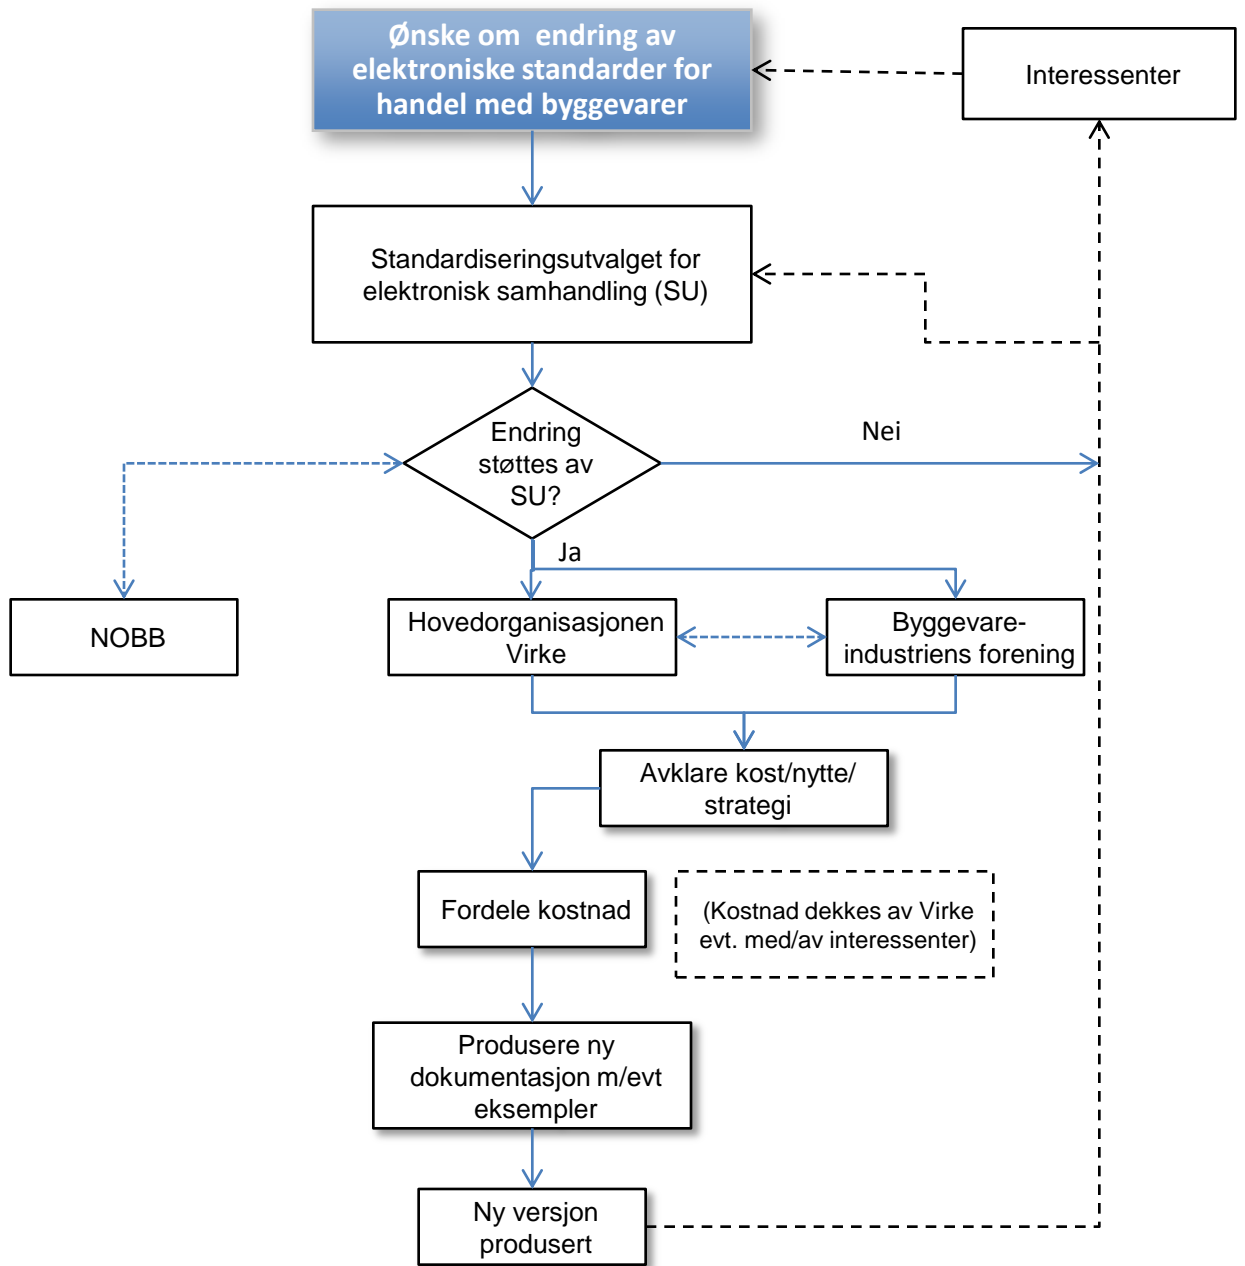 Ønske om endring av
elektroniske standarder for
handel med byggevarer
Interessenter
Standardiseringsutvalget for
elektronisk samhandling (SU)
Endring
støttes av
SU?
Nei
Ja
NOBB
Hovedorganisasjonen
Virke
Byggevare-
industriens forening
Avklare kost/nytte/
strategi
Fordele kostnad
(Kostnad dekkes av Virke
evt. med/av interessenter)
Produsere ny
dokumentasjon m/evt
eksempler
Ny versjon
produsert